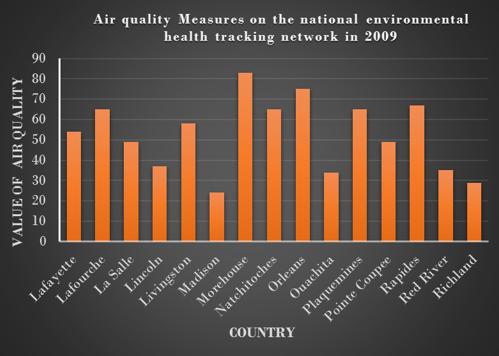 Air quality Measures on the national environmental
health tracking network in 2009
VALUE OF AIR QUALITY
90
80
70
60
50
40
30
20
10
0
Lafayette
Lafourche
La Salle
Lincoln
Livingston
Madison
Morehouse
Natchitoches
Orleans
Ouachita
Plaquemines
Pointe Coupee
Rapides
Red River
Richland
COUNTRY